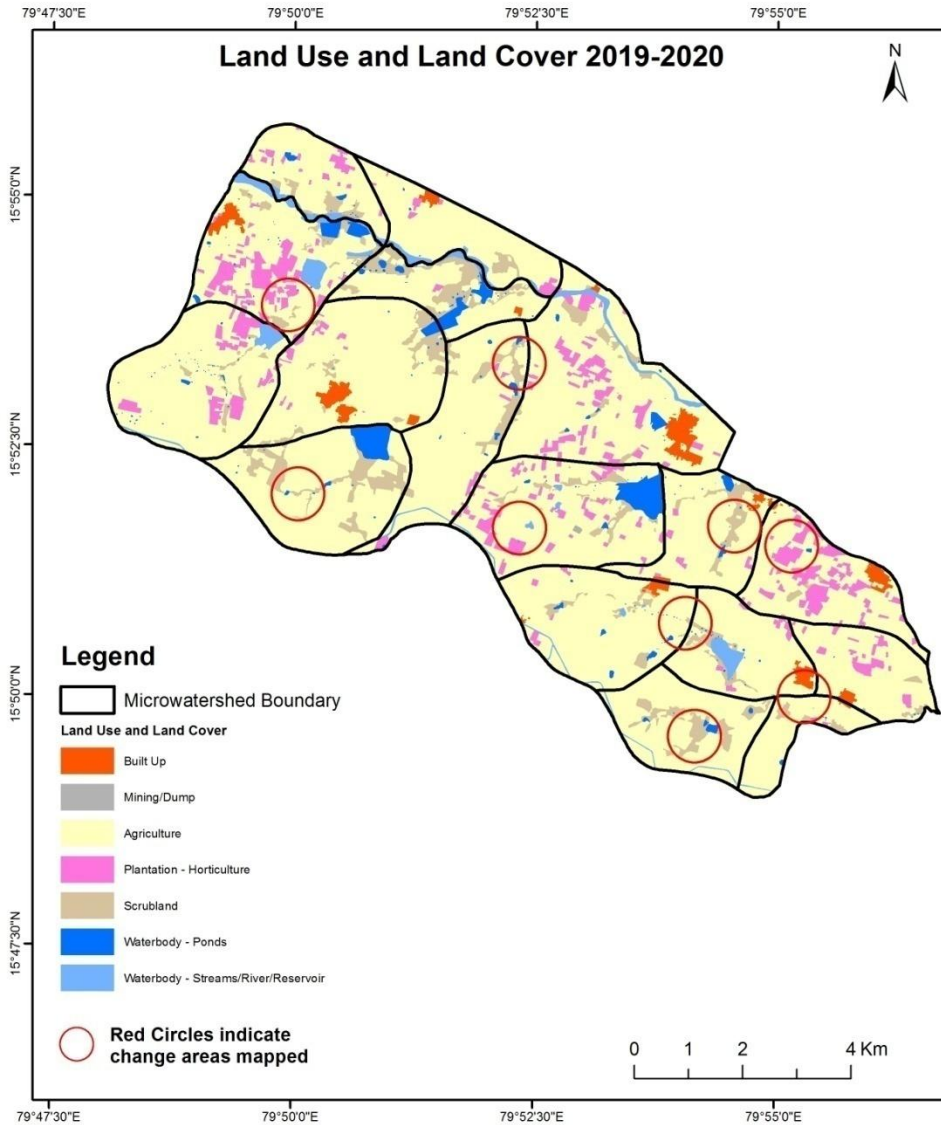 79°47'30"E 79°50'0"E 79°52'30"E 79°55'0"E
Land Use and Land Cover 2019-2020
N
15°55'0"N
15°52'30"N
15°50'0"N
15°47'30"N
Legend
Microwatershed Boundary
Land Use and Land Cover
Built Up
Mining/Dump
Agriculture
Plantation - Horticulture
Scrubland
Waterbody - Ponds
Waterbody - Streams/River/Reservoir
Red Circles indicate
change areas mapped
0 1 2 4 Km
79°47'30"E 79°50'0"E 79°52'30"E 79°55'0"E